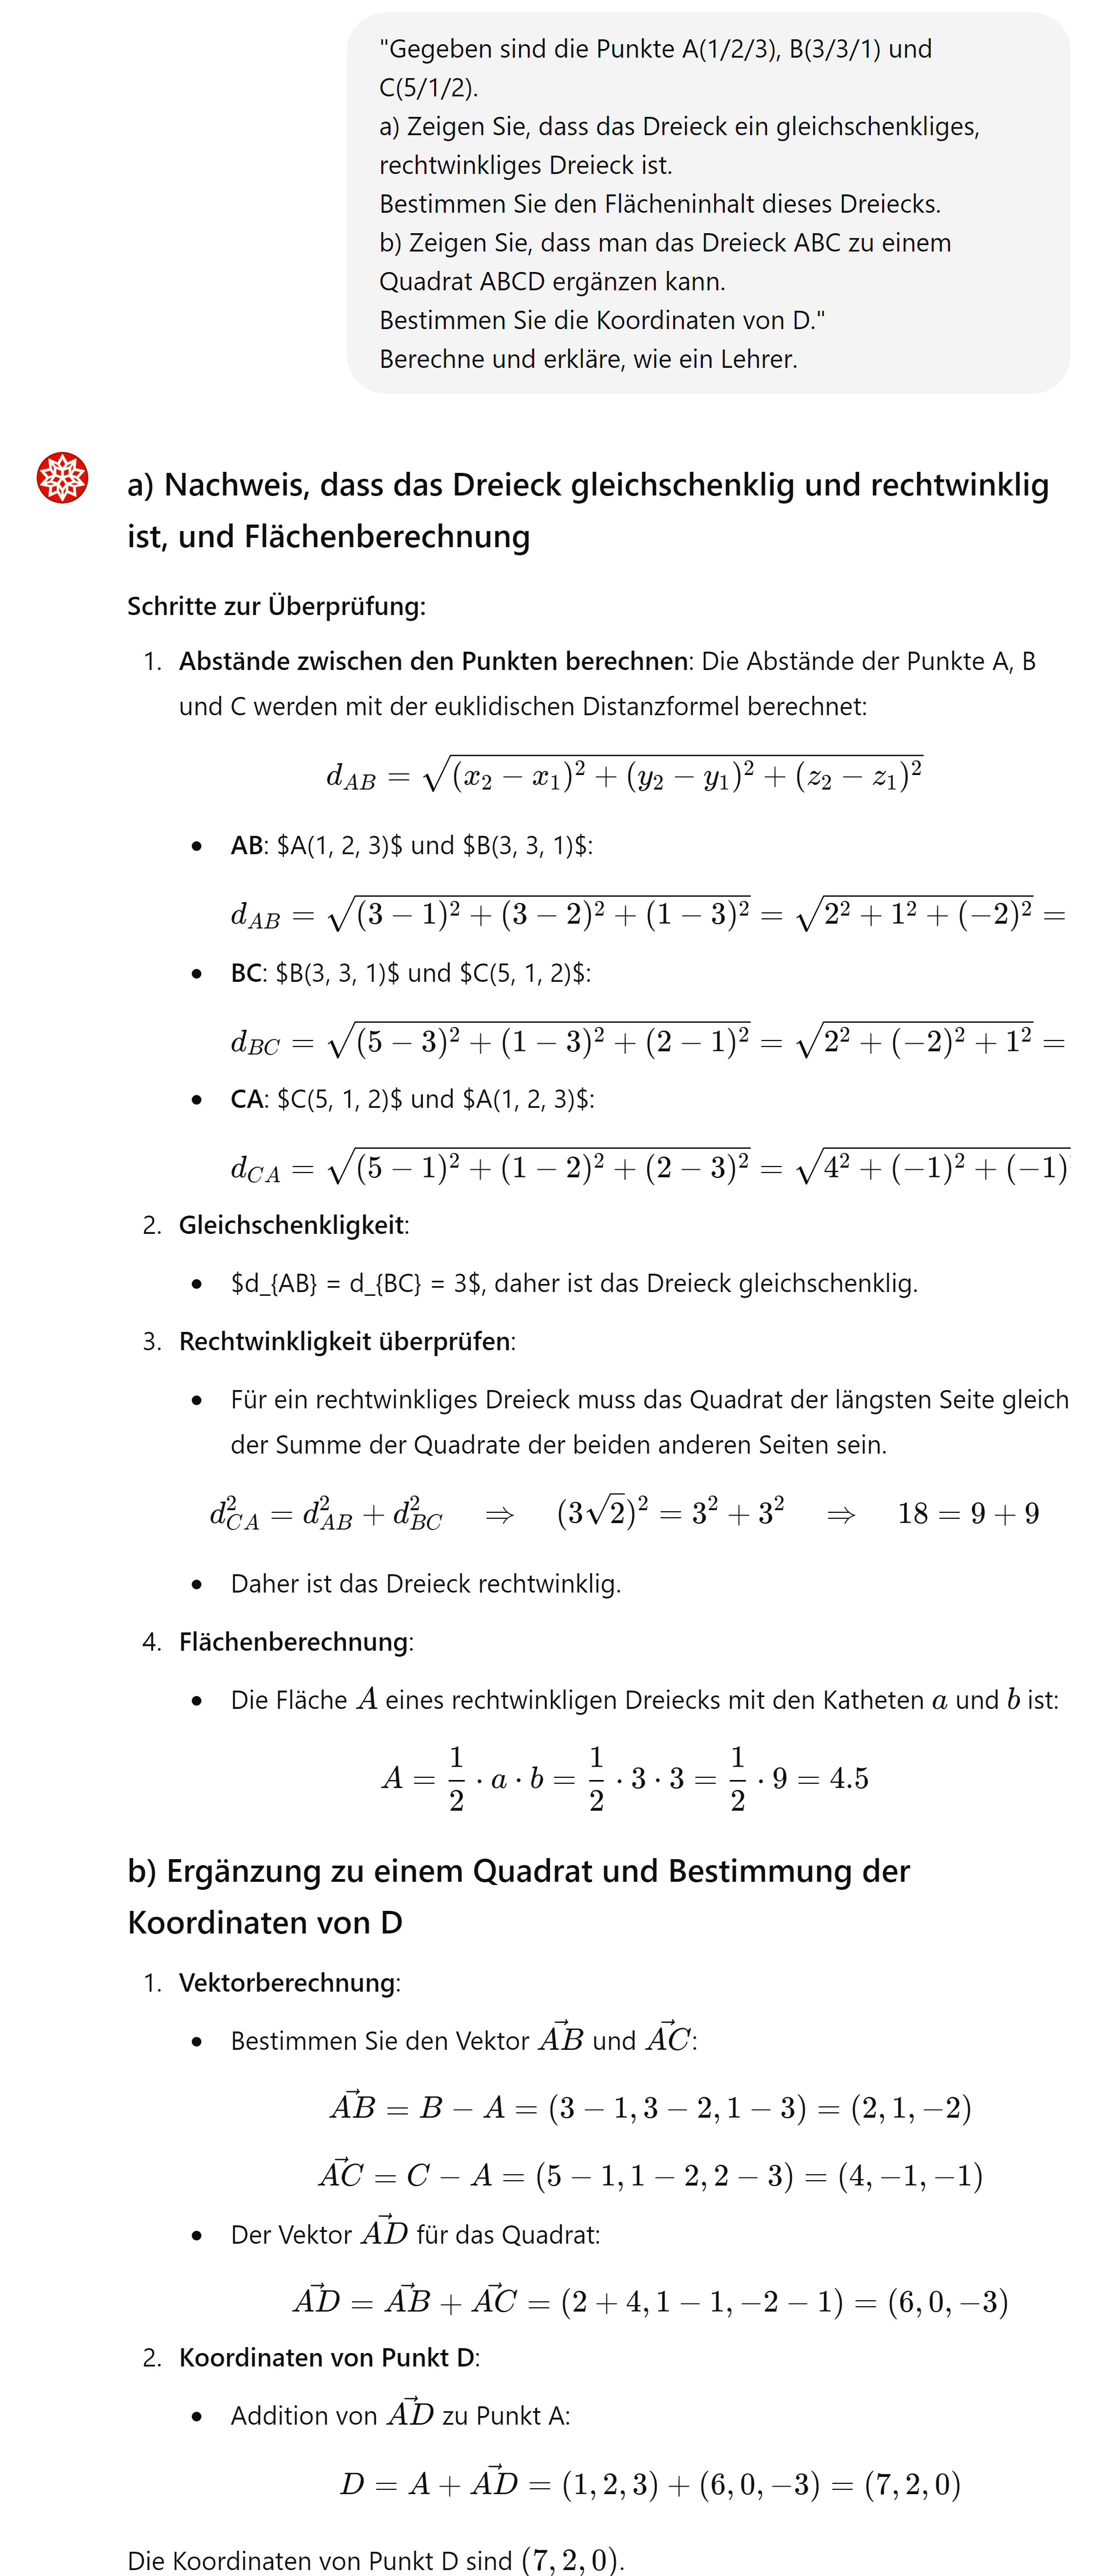 "Gegeben sind die Punkte A(1/2/3), B(3/3/1) und
C(5/1/2).
a) Zeigen Sie, dass das Dreieck ein gleichschenkliges,
rechtwinkliges Dreieck ist.
Bestimmen Sie den Flächeninhalt dieses Dreiecks.
b) Zeigen Sie, dass man das Dreieck ABC zu einem
Quadrat ABCD ergänzen kann.
Bestimmen Sie die Koordinaten von D."
Berechne und erkläre, wie ein Lehrer.
a) Nachweis, dass das Dreieck gleichschenklig und rechtwinklig
ist, und Flächenberechnung
Schritte zur Überprüfung:
1. Abstände zwischen den Punkten berechnen: Die Abstände der Punkte A, B
und C werden mit der euklidischen Distanzformel berechnet:
$d_{AB} = \sqrt{(x_2 - x_1)^2 + (y_2 - y_1)^2 + (z_2 - z_1)^2}$
• AB: $A(1, 2, 3)$ und $B(3, 3, 1)$:
$d_{AB} = \sqrt{(3 - 1)^2 + (3 - 2)^2 + (1 - 3)^2} = \sqrt{2^2 + 1^2 + (-2)^2} =$
• BC: $B(3, 3, 1)$ und $C(5, 1, 2)$:
$d_{BC} = \sqrt{(5 - 3)^2 + (1 - 3)^2 + (2 - 1)^2} = \sqrt{2^2 + (-2)^2 + 1^2} =$
• CA: $C(5, 1, 2)$ und $A(1, 2, 3)$:
$d_{CA} = \sqrt{(5 - 1)^2 + (1 - 2)^2 + (2 - 3)^2} = \sqrt{4^2 + (-1)^2 + (-1)}$
2. Gleichschenkligkeit:
• $d_{AB} = d_{BC} = 3$, daher ist das Dreieck gleichschenklig.
3. Rechtwinkligkeit überprüfen:
• Für ein rechtwinkliges Dreieck muss das Quadrat der längsten Seite gleich
der Summe der Quadrate der beiden anderen Seiten sein.
$d_{CA}^2 = d_{AB}^2 + d_{BC}^2 \quad \Rightarrow \quad (3\sqrt{2})^2 = 3^2 + 3^2 \quad \Rightarrow \quad 18 = 9 + 9$
• Daher ist das Dreieck rechtwinklig.
4. Flächenberechnung:
• Die Fläche $A$ eines rechtwinkligen Dreiecks mit den Katheten $a$ und $b$ ist:
$A = \frac{1}{2} \cdot a \cdot b = \frac{1}{2} \cdot 3 \cdot 3 = \frac{1}{2} \cdot 9 = 4.5$
b) Ergänzung zu einem Quadrat und Bestimmung der
Koordinaten von D
1. Vektorberechnung:
• Bestimmen Sie den Vektor $\vec{AB}$ und $\vec{AC}$:
$\vec{AB} = B - A = (3 - 1, 3 - 2, 1 - 3) = (2, 1, -2)$
$\vec{AC} = C - A = (5 - 1, 1 - 2, 2 - 3) = (4, -1, -1)$
• Der Vektor $\vec{AD}$ für das Quadrat:
$\vec{AD} = \vec{AB} + \vec{AC} = (2 + 4, 1 - 1, -2 - 1) = (6, 0, -3)$
2. Koordinaten von Punkt D:
• Addition von $\vec{AD}$ zu Punkt A:
$D = A + \vec{AD} = (1, 2, 3) + (6, 0, -3) = (7, 2, 0)$
Die Koordinaten von Punkt D sind $(7, 2, 0)$.